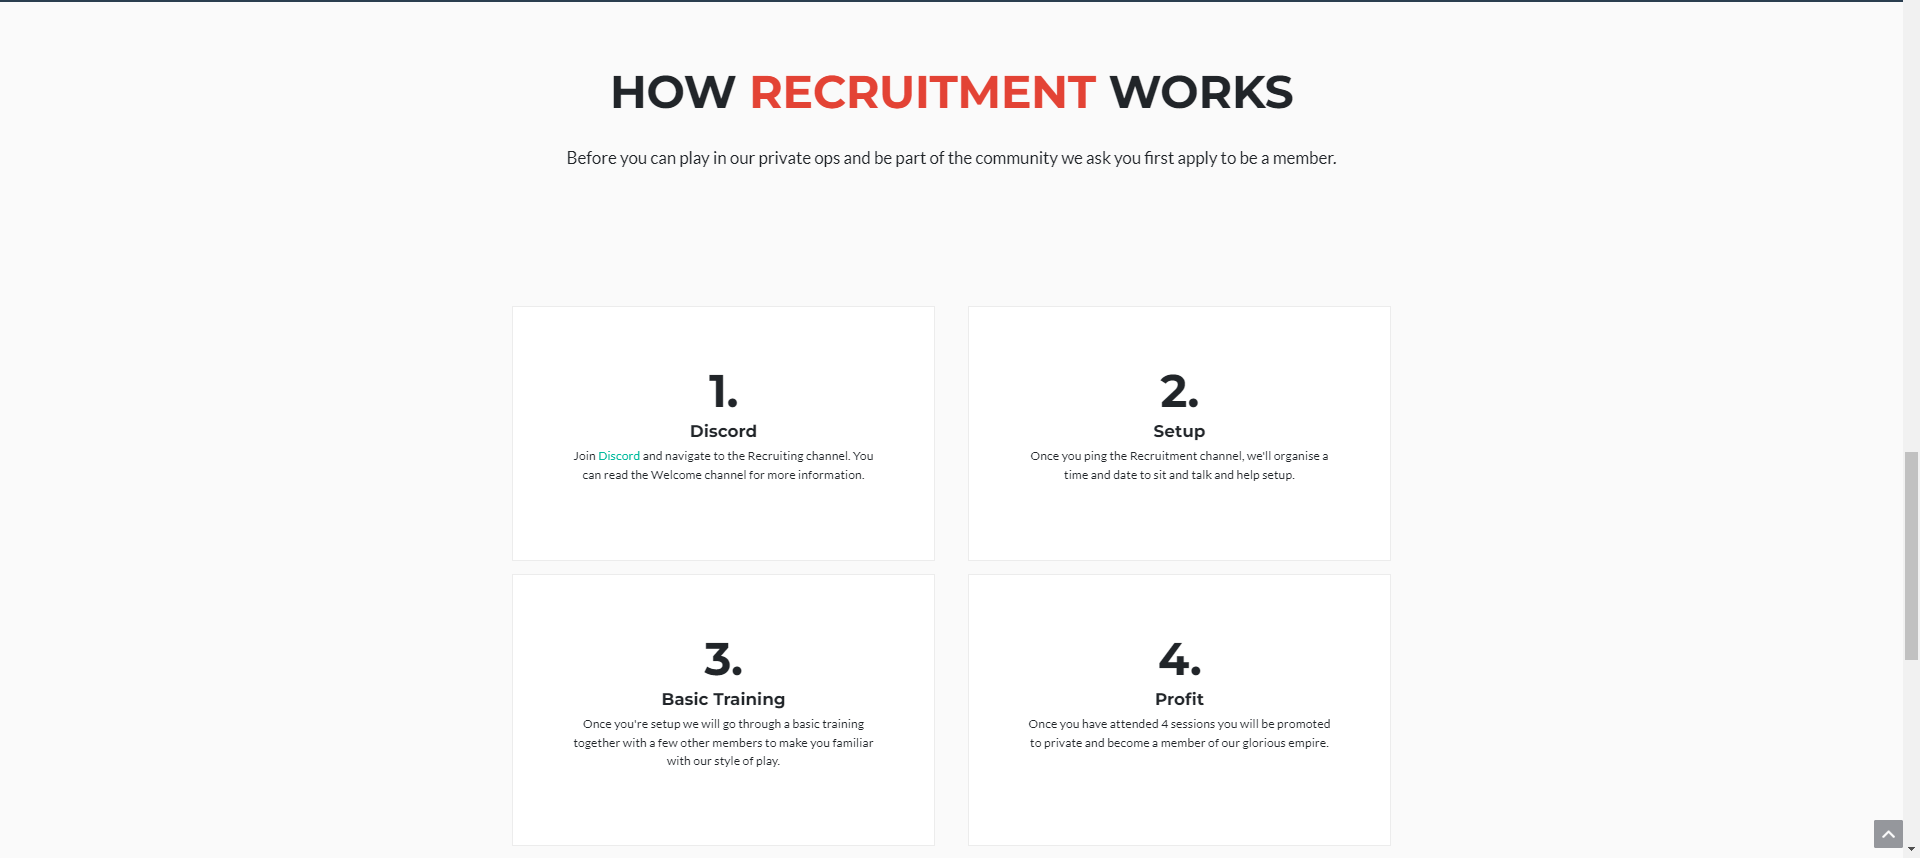 HOW RECRUITMENT WORKS
Before you can play in our private ops and be part of the community we ask you first apply to be a member.
1.
Discord
Join Discord and navigate to the Recruiting channel. You
can read the Welcome channel for more information.
2.
Setup
Once you ping the Recruitment channel, we'll organise a
time and date to sit and talk and help setup.
3.
Basic Training
Once you're setup we will go through a basic training
together with a few other members to make you familiar
with our style of play.
4.
Profit
Once you have attended 4 sessions you will be promoted
to private and become a member of our glorious empire.